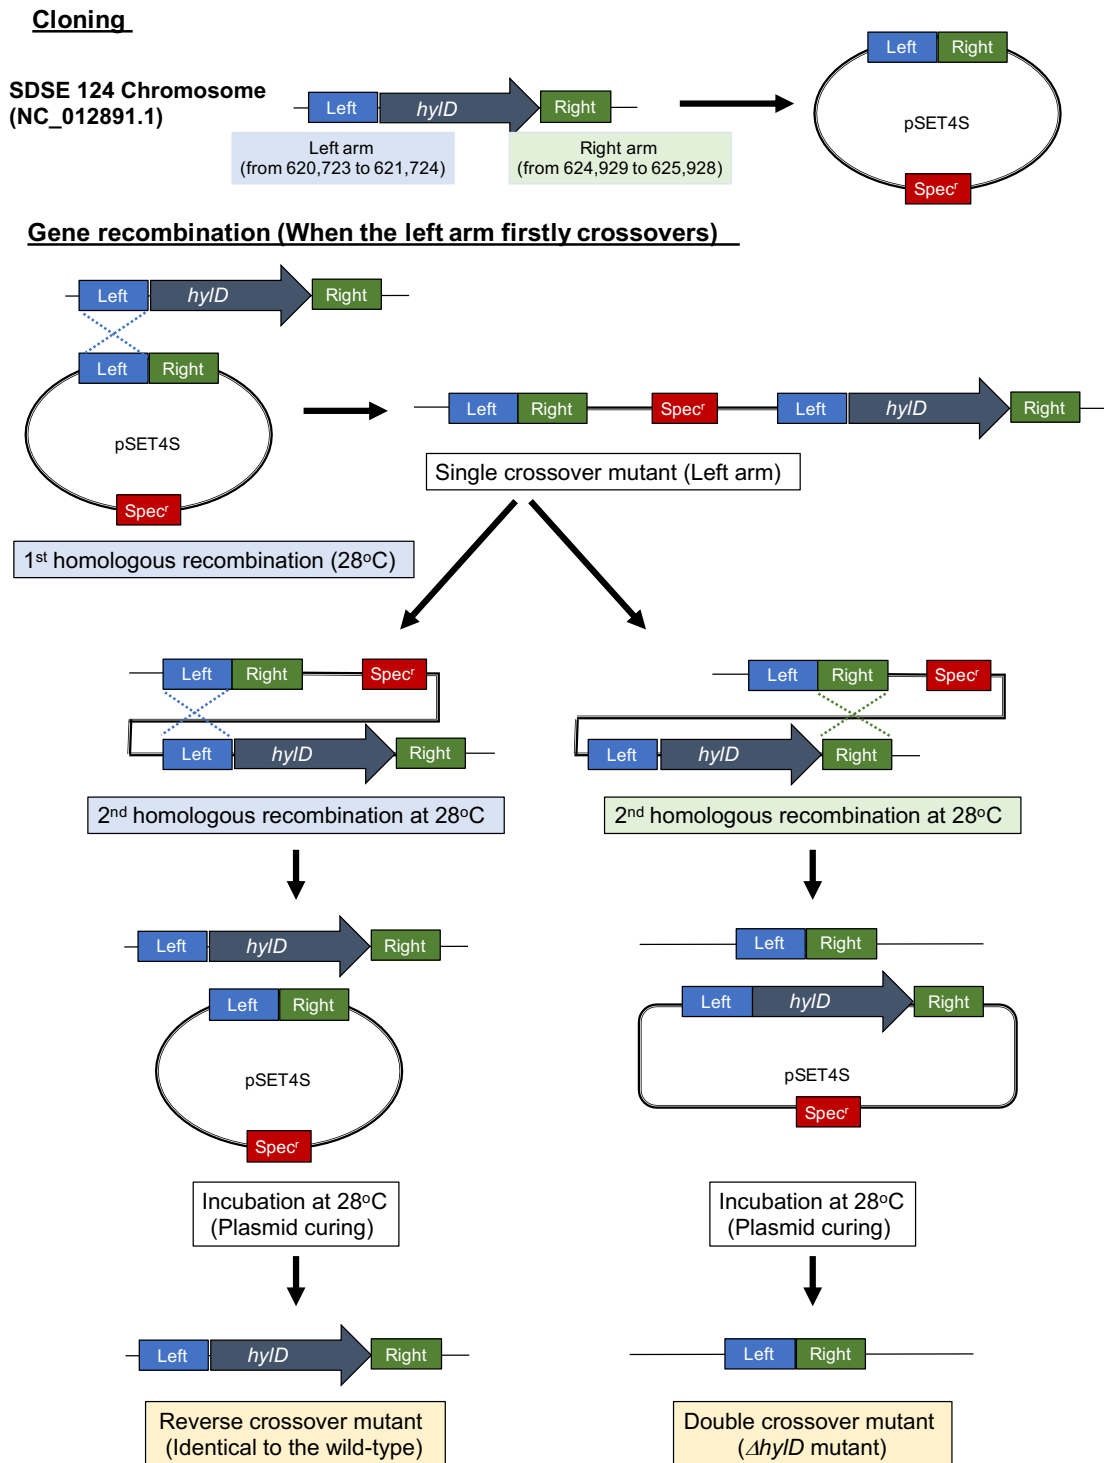 Cloning
SDSE 124 Chromosome
(NC_012891.1)
Left
hylD
Right
Left arm
(from 620,723 to 621,724)
Right arm
(from 624,929 to 625,928)
Left Right
pSET4S
Specʳ
Gene recombination (When the left arm firstly crossovers)
Left
hylD
Right
Left Right
pSET4S
Specʳ
1st homologous recombination (28oC)
Left Right
Specʳ
Left
hylD
Right
Single crossover mutant (Left arm)
Left Right
Specʳ
Left
hylD
Right
2nd homologous recombination at 28oC
Left Right
Specʳ
Left
hylD
Right
2nd homologous recombination at 28oC
Left
hylD
Right
Left Right
pSET4S
Specʳ
Incubation at 28oC
(Plasmid curing)
Left
hylD
Right
Reverse crossover mutant
(Identical to the wild-type)
Left Right
Left
hylD
Right
pSET4S
Specʳ
Incubation at 28oC
(Plasmid curing)
Left Right
Double crossover mutant
(ΔhylD mutant)